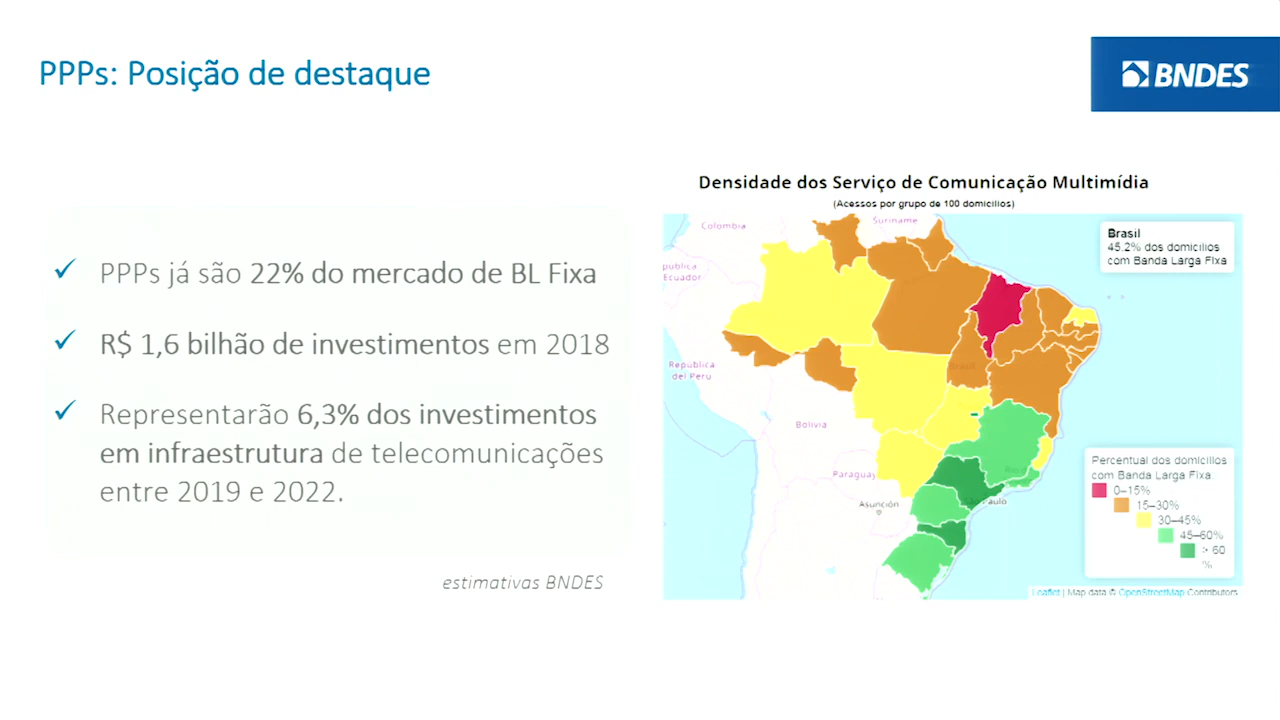 PPPs: Posição de destaque
BNDES
PPPs já são 22% do mercado de BL Fixa
R$ 1,6 bilhão de investimentos em 2018
Representarão 6,3% dos investimentos
em infraestrutura de telecomunicações
entre 2019 e 2022.
estimativas BNDES
Densidade dos Serviço de Comunicação Multimídia
(Acessos por grupo de 100 domicílios)
Colombia
Suriname
Ecuador
Brasil
45.2% dos domicílios
com Banda Larga Fixa
Republica
del Peru
Brasil
Bolivia
Paraguay
Asunción
Paulo
Percentual dos domicílios
com Banda Larga Fixa
0–15%
15–30%
30–45%
45–60%
> 60
%
Leaflet | Map data © OpenStreetMap Contributors